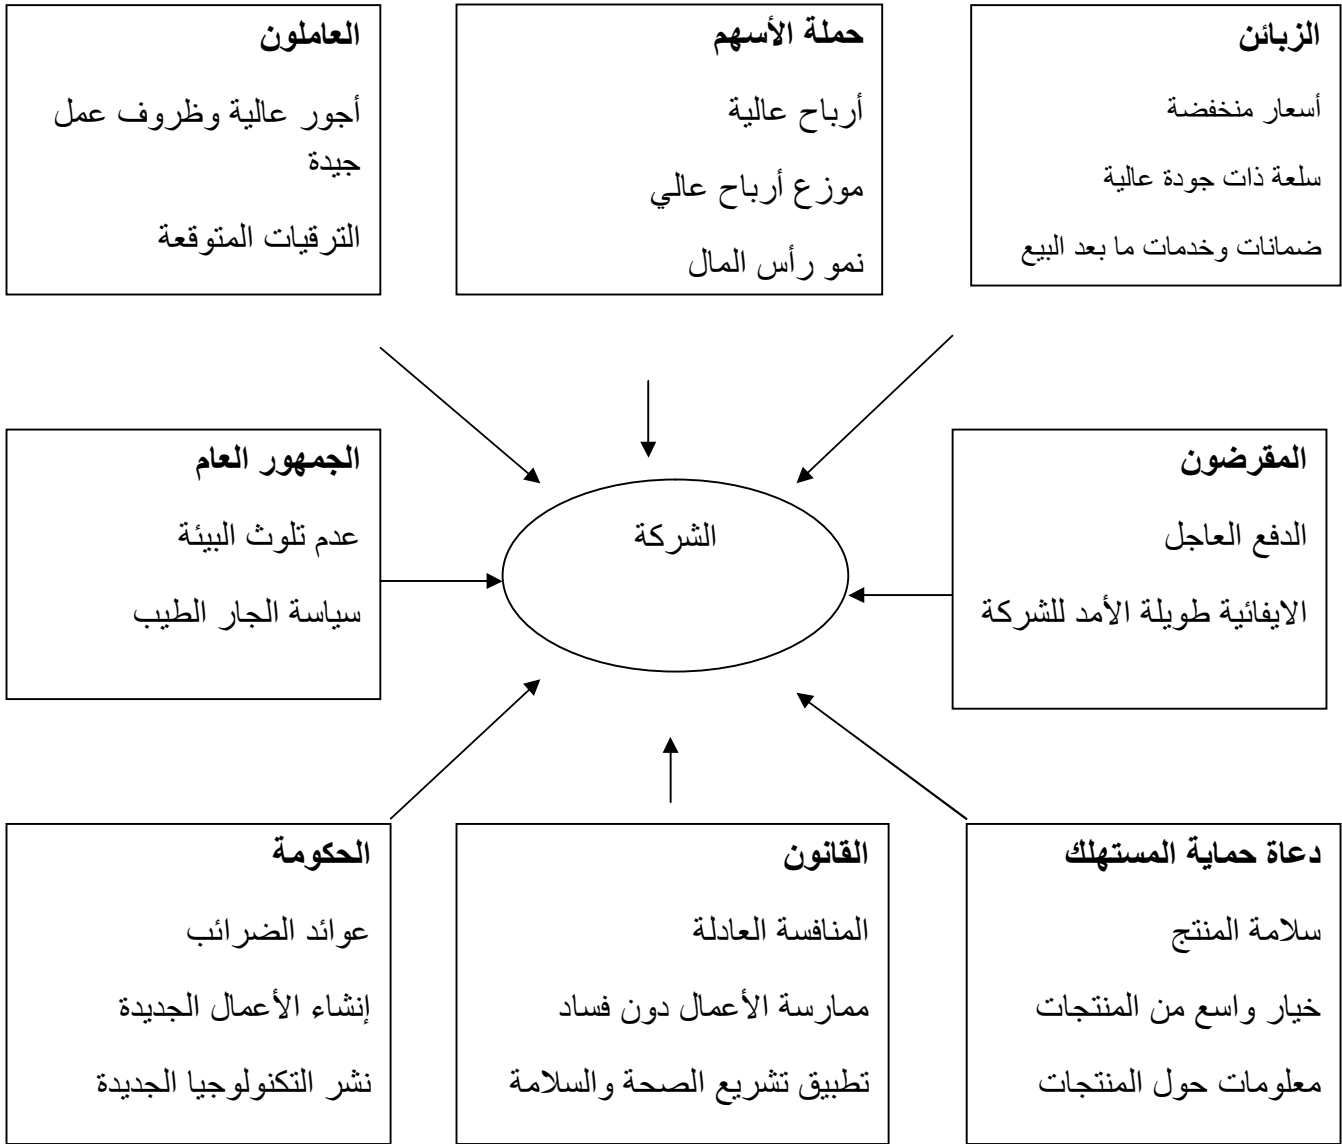 الزبائن
أسعار منخفضة
سلعة ذات جودة عالية
ضمانات وخدمات ما بعد البيع
حملة الأسهم
أرباح عالية
موزع أرباح عالي
نمو رأس المال
العاملون
أجور عالية وظروف عمل
جيدة
الترقيات المتوقعة
المقرضون
الدفع العاجل
الايفائية طويلة الأمد للشركة
الشركة
الجمهور العام
عدم تلوث البيئة
سياسة الجار الطيب
دعاة حماية المستهلك
سلامة المنتج
خيار واسع من المنتجات
معلومات حول المنتجات
القانون
المنافسة العادلة
ممارسة الأعمال دون فساد
تطبيق تشريع الصحة والسلامة
الحكومة
عوائد الضرائب
إنشاء الأعمال الجديدة
نشر التكنولوجيا الجديدة